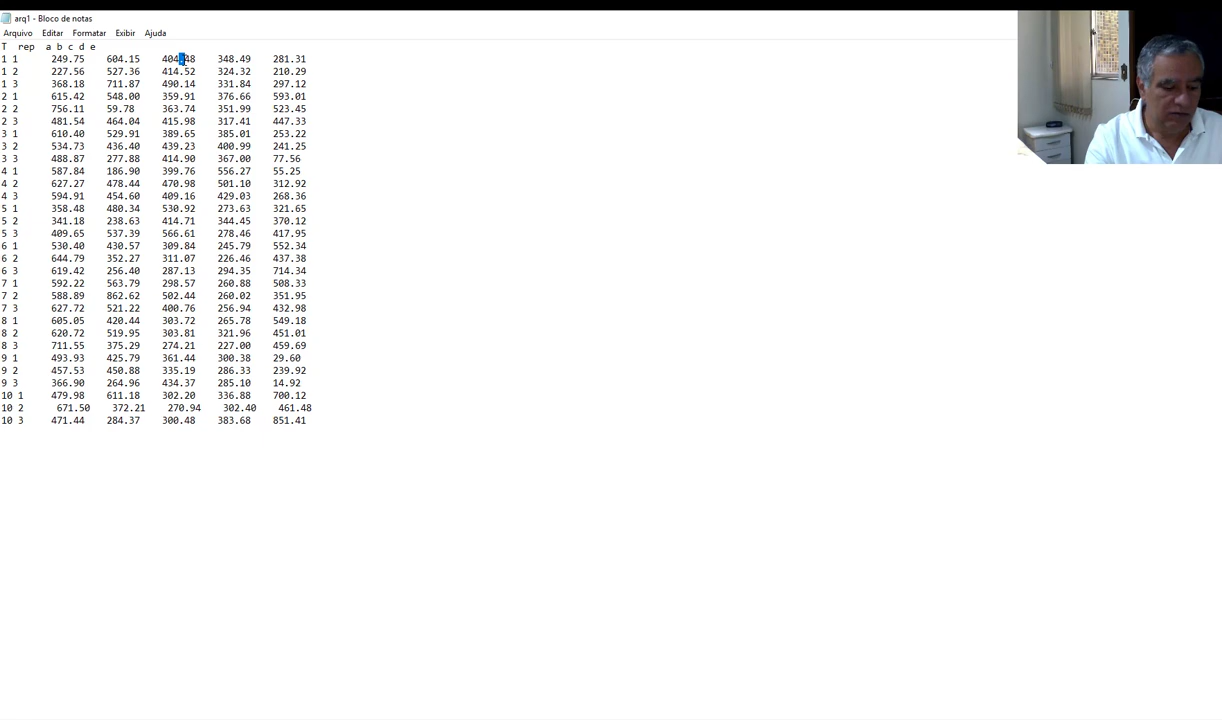 arq1 - Bloco de notas
Arquivo Editar Formatar Exibir Ajuda
T rep a b c d e
1 1 249.75 604.15 404.48 348.49 281.31
1 2 227.56 527.36 414.52 324.32 210.29
1 3 368.18 711.87 490.14 331.84 297.12
2 1 615.42 548.00 359.91 376.66 593.01
2 2 756.11 59.78 363.74 351.99 523.45
2 3 481.54 464.04 415.98 317.41 447.33
3 1 610.40 529.91 389.65 385.01 253.22
3 2 534.73 436.40 439.23 400.99 241.25
3 3 488.87 277.88 414.90 367.00 77.56
4 1 587.84 186.90 399.76 556.27 55.25
4 2 627.27 478.44 470.98 501.10 312.92
4 3 594.91 454.60 409.16 429.03 268.36
5 1 358.48 480.34 530.92 273.63 321.65
5 2 341.18 238.63 414.71 344.45 370.12
5 3 409.65 537.39 566.61 278.46 417.95
6 1 530.40 430.57 309.84 245.79 552.34
6 2 644.79 352.27 311.07 226.46 437.38
6 3 619.42 256.40 287.13 294.35 714.34
7 1 592.22 563.79 298.57 260.88 508.33
7 2 588.89 862.62 502.44 260.02 351.95
7 3 627.72 521.22 400.76 256.94 432.98
8 1 605.05 420.44 303.72 265.78 549.18
8 2 620.72 519.95 303.81 321.96 451.01
8 3 711.55 375.29 274.21 227.00 459.69
9 1 493.93 425.79 361.44 300.38 29.60
9 2 457.53 450.88 335.19 286.33 239.92
9 3 366.90 264.96 434.37 285.10 14.92
10 1 479.98 611.18 302.20 336.88 700.12
10 2 671.50 372.21 270.94 302.40 461.48
10 3 471.44 284.37 300.48 383.68 851.41